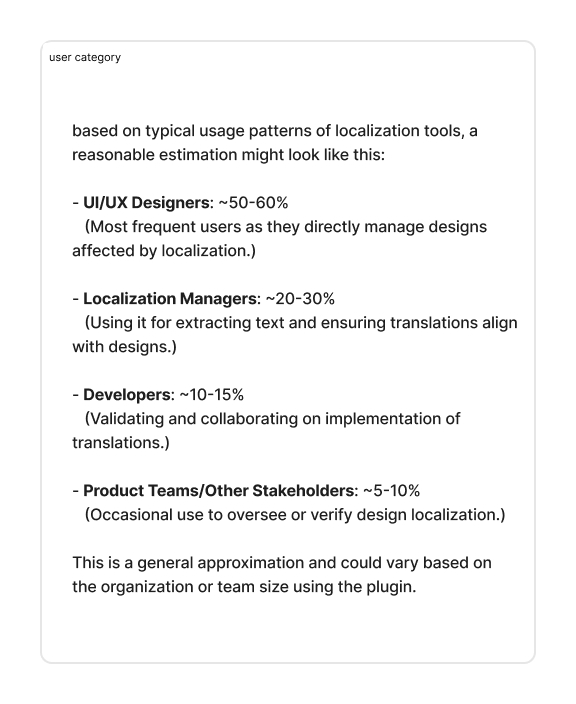 user category
based on typical usage patterns of localization tools, a
reasonable estimation might look like this:
- UI/UX Designers: ~50-60%
(Most frequent users as they directly manage designs
affected by localization.)
- Localization Managers: ~20-30%
(Using it for extracting text and ensuring translations align
with designs.)
- Developers: ~10-15%
(Validating and collaborating on implementation of
translations.)
- Product Teams/Other Stakeholders: ~5-10%
(Occasional use to oversee or verify design localization.)
This is a general approximation and could vary based on
the organization or team size using the plugin.